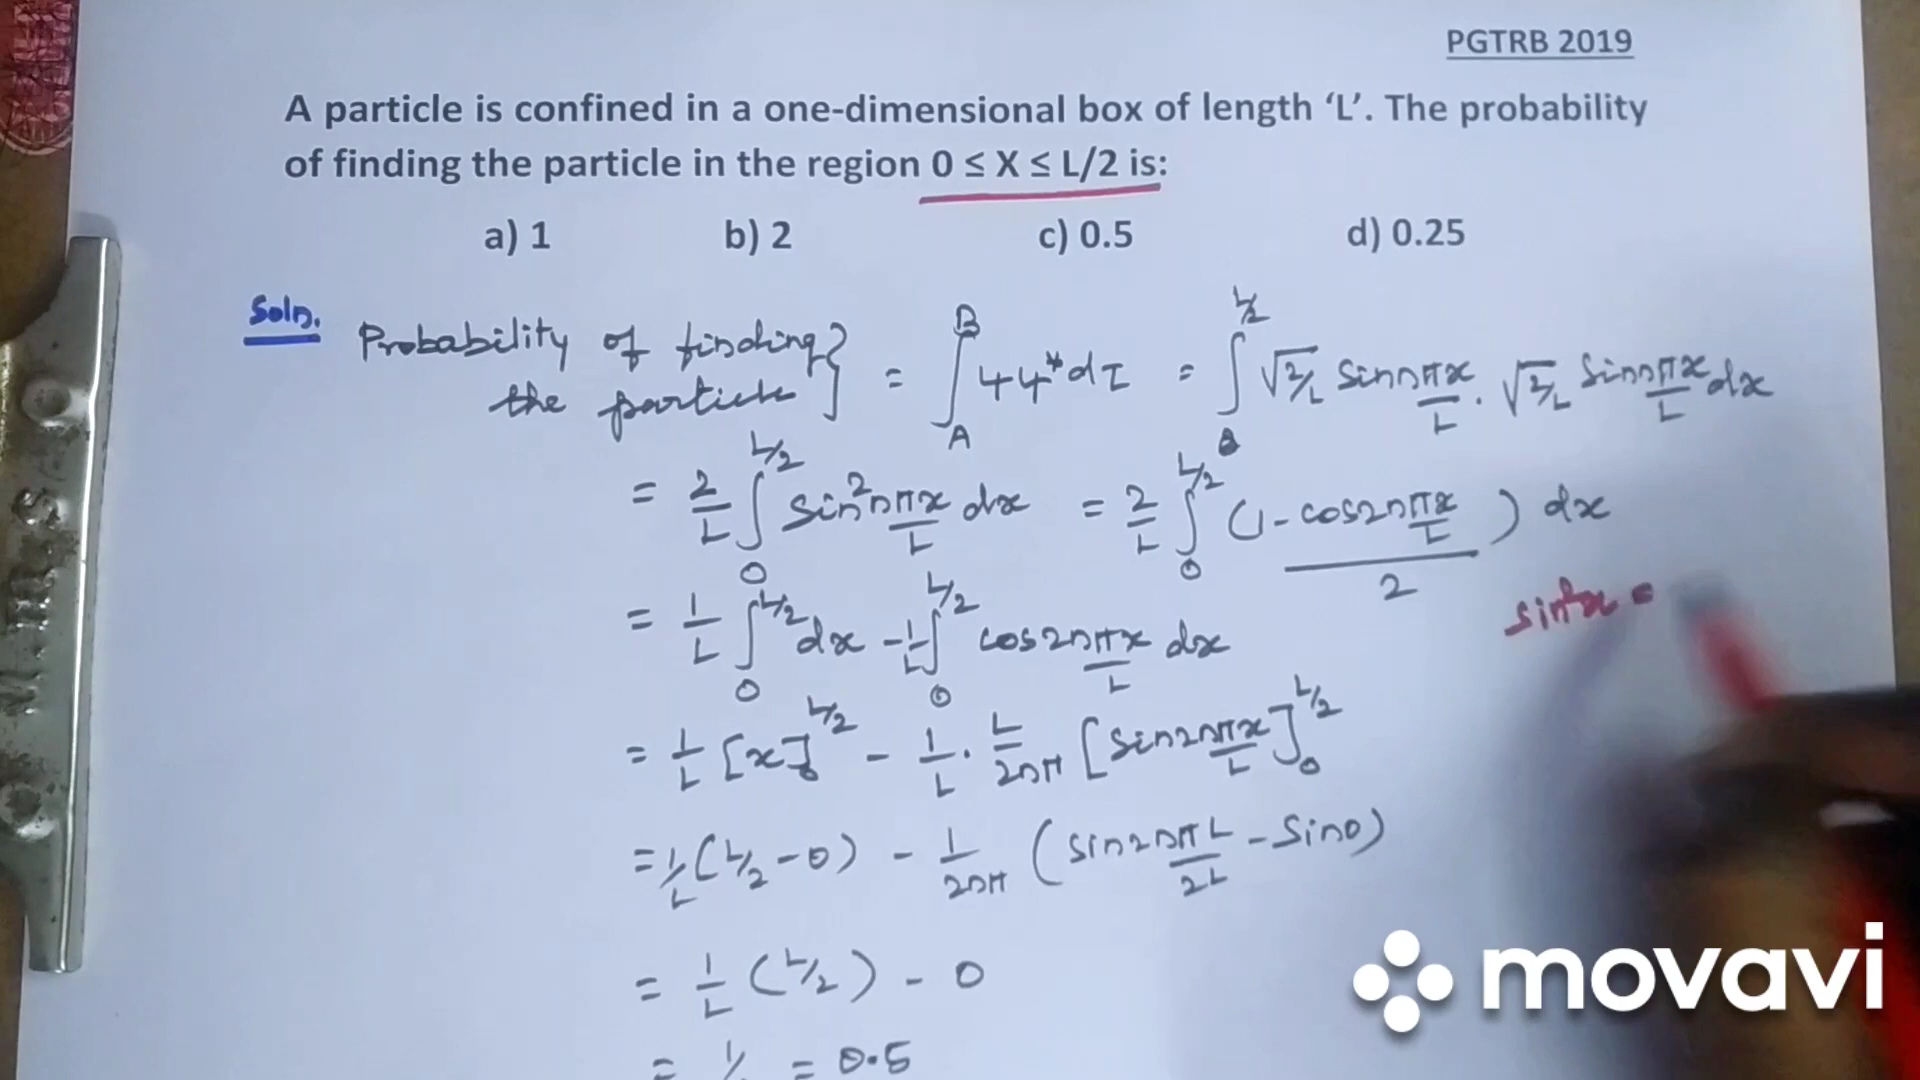 PGTRB 2019
A particle is confined in a one-dimensional box of length ‘L’. The probability
of finding the particle in the region 0 ≤ X ≤ L/2 is:
a) 1 b) 2 c) 0.5 d) 0.25
Soln.
Probability of finding the particle } = ∫_A^B ψψ* dτ = ∫_0^{L/2} √2/L sin nπx/L . √2/L sin nπx/L dx
= 2/L ∫_0^{L/2} sin² nπx/L dx = 2/L ∫_0^{L/2} (1 - cos 2nπx/L)/2 dx
sin²x =
= 1/L ∫_0^{L/2} dx - 1/L ∫_0^{L/2} cos 2nπx/L dx
= 1/L [x]_0^{L/2} - 1/L . L/2nπ [sin 2nπx/L]_0^{L/2}
= 1/L (L/2 - 0) - 1/2nπ (sin 2nπL/2L - sin 0)
= 1/L (L/2) - 0
= 0.5
movavi